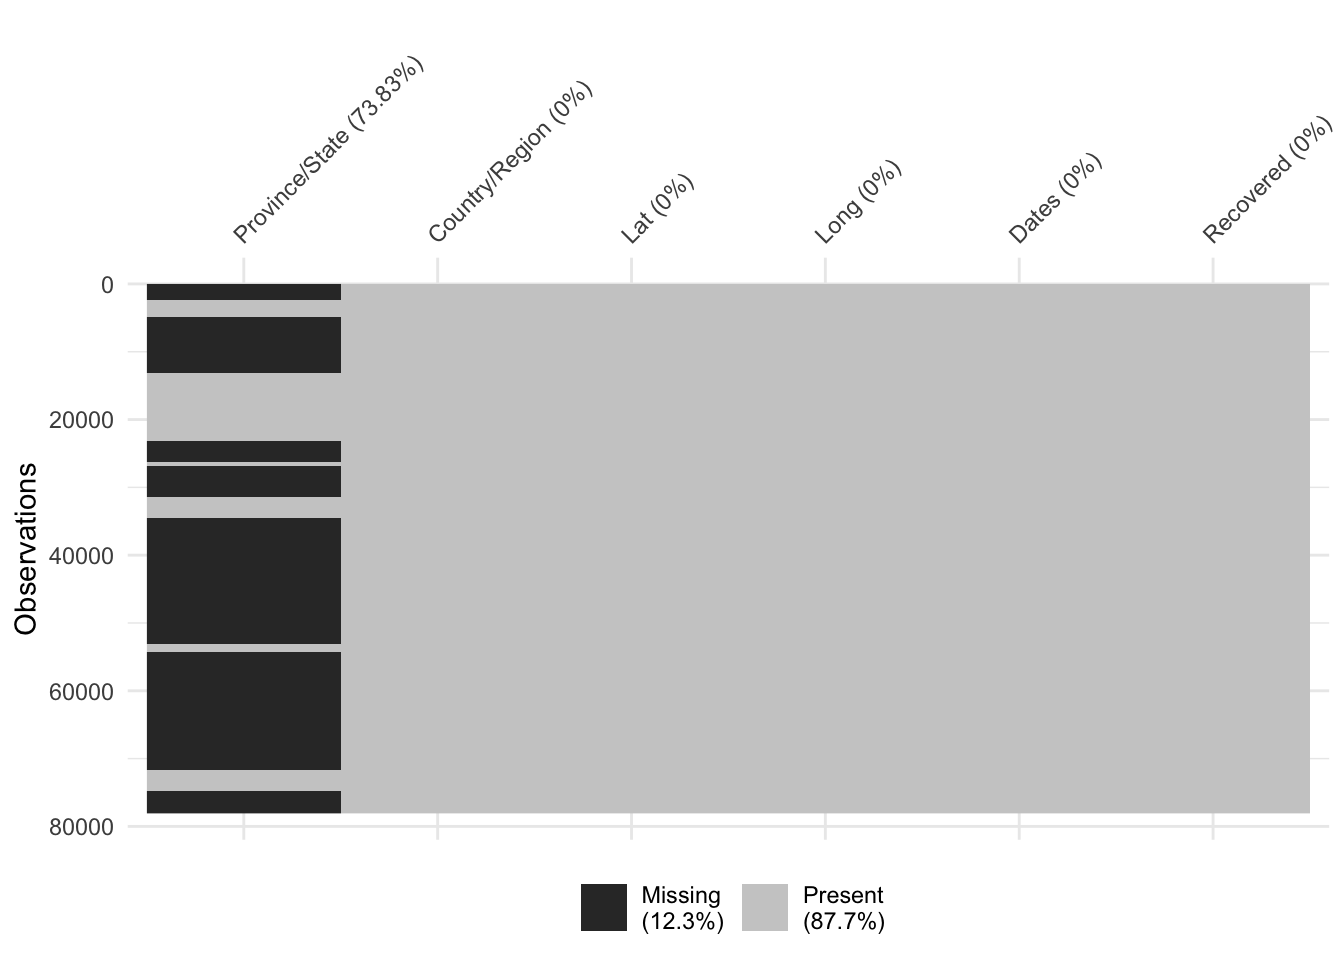 Province/State (73.83%)
Country/Region (0%)
Lat (0%)
Long (0%)
Dates (0%)
Recovered (0%)
0
20000
40000
60000
80000
Observations
Missing
(12.3%)
Present
(87.7%)